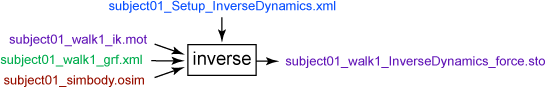 subject01_Setup_InverseDynamics.xml
subject01_walk1_ik.mot
subject01_walk1_grf.xml
subject01_simbody.osim
inverse
subject01_walk1_InverseDynamics_force.sto